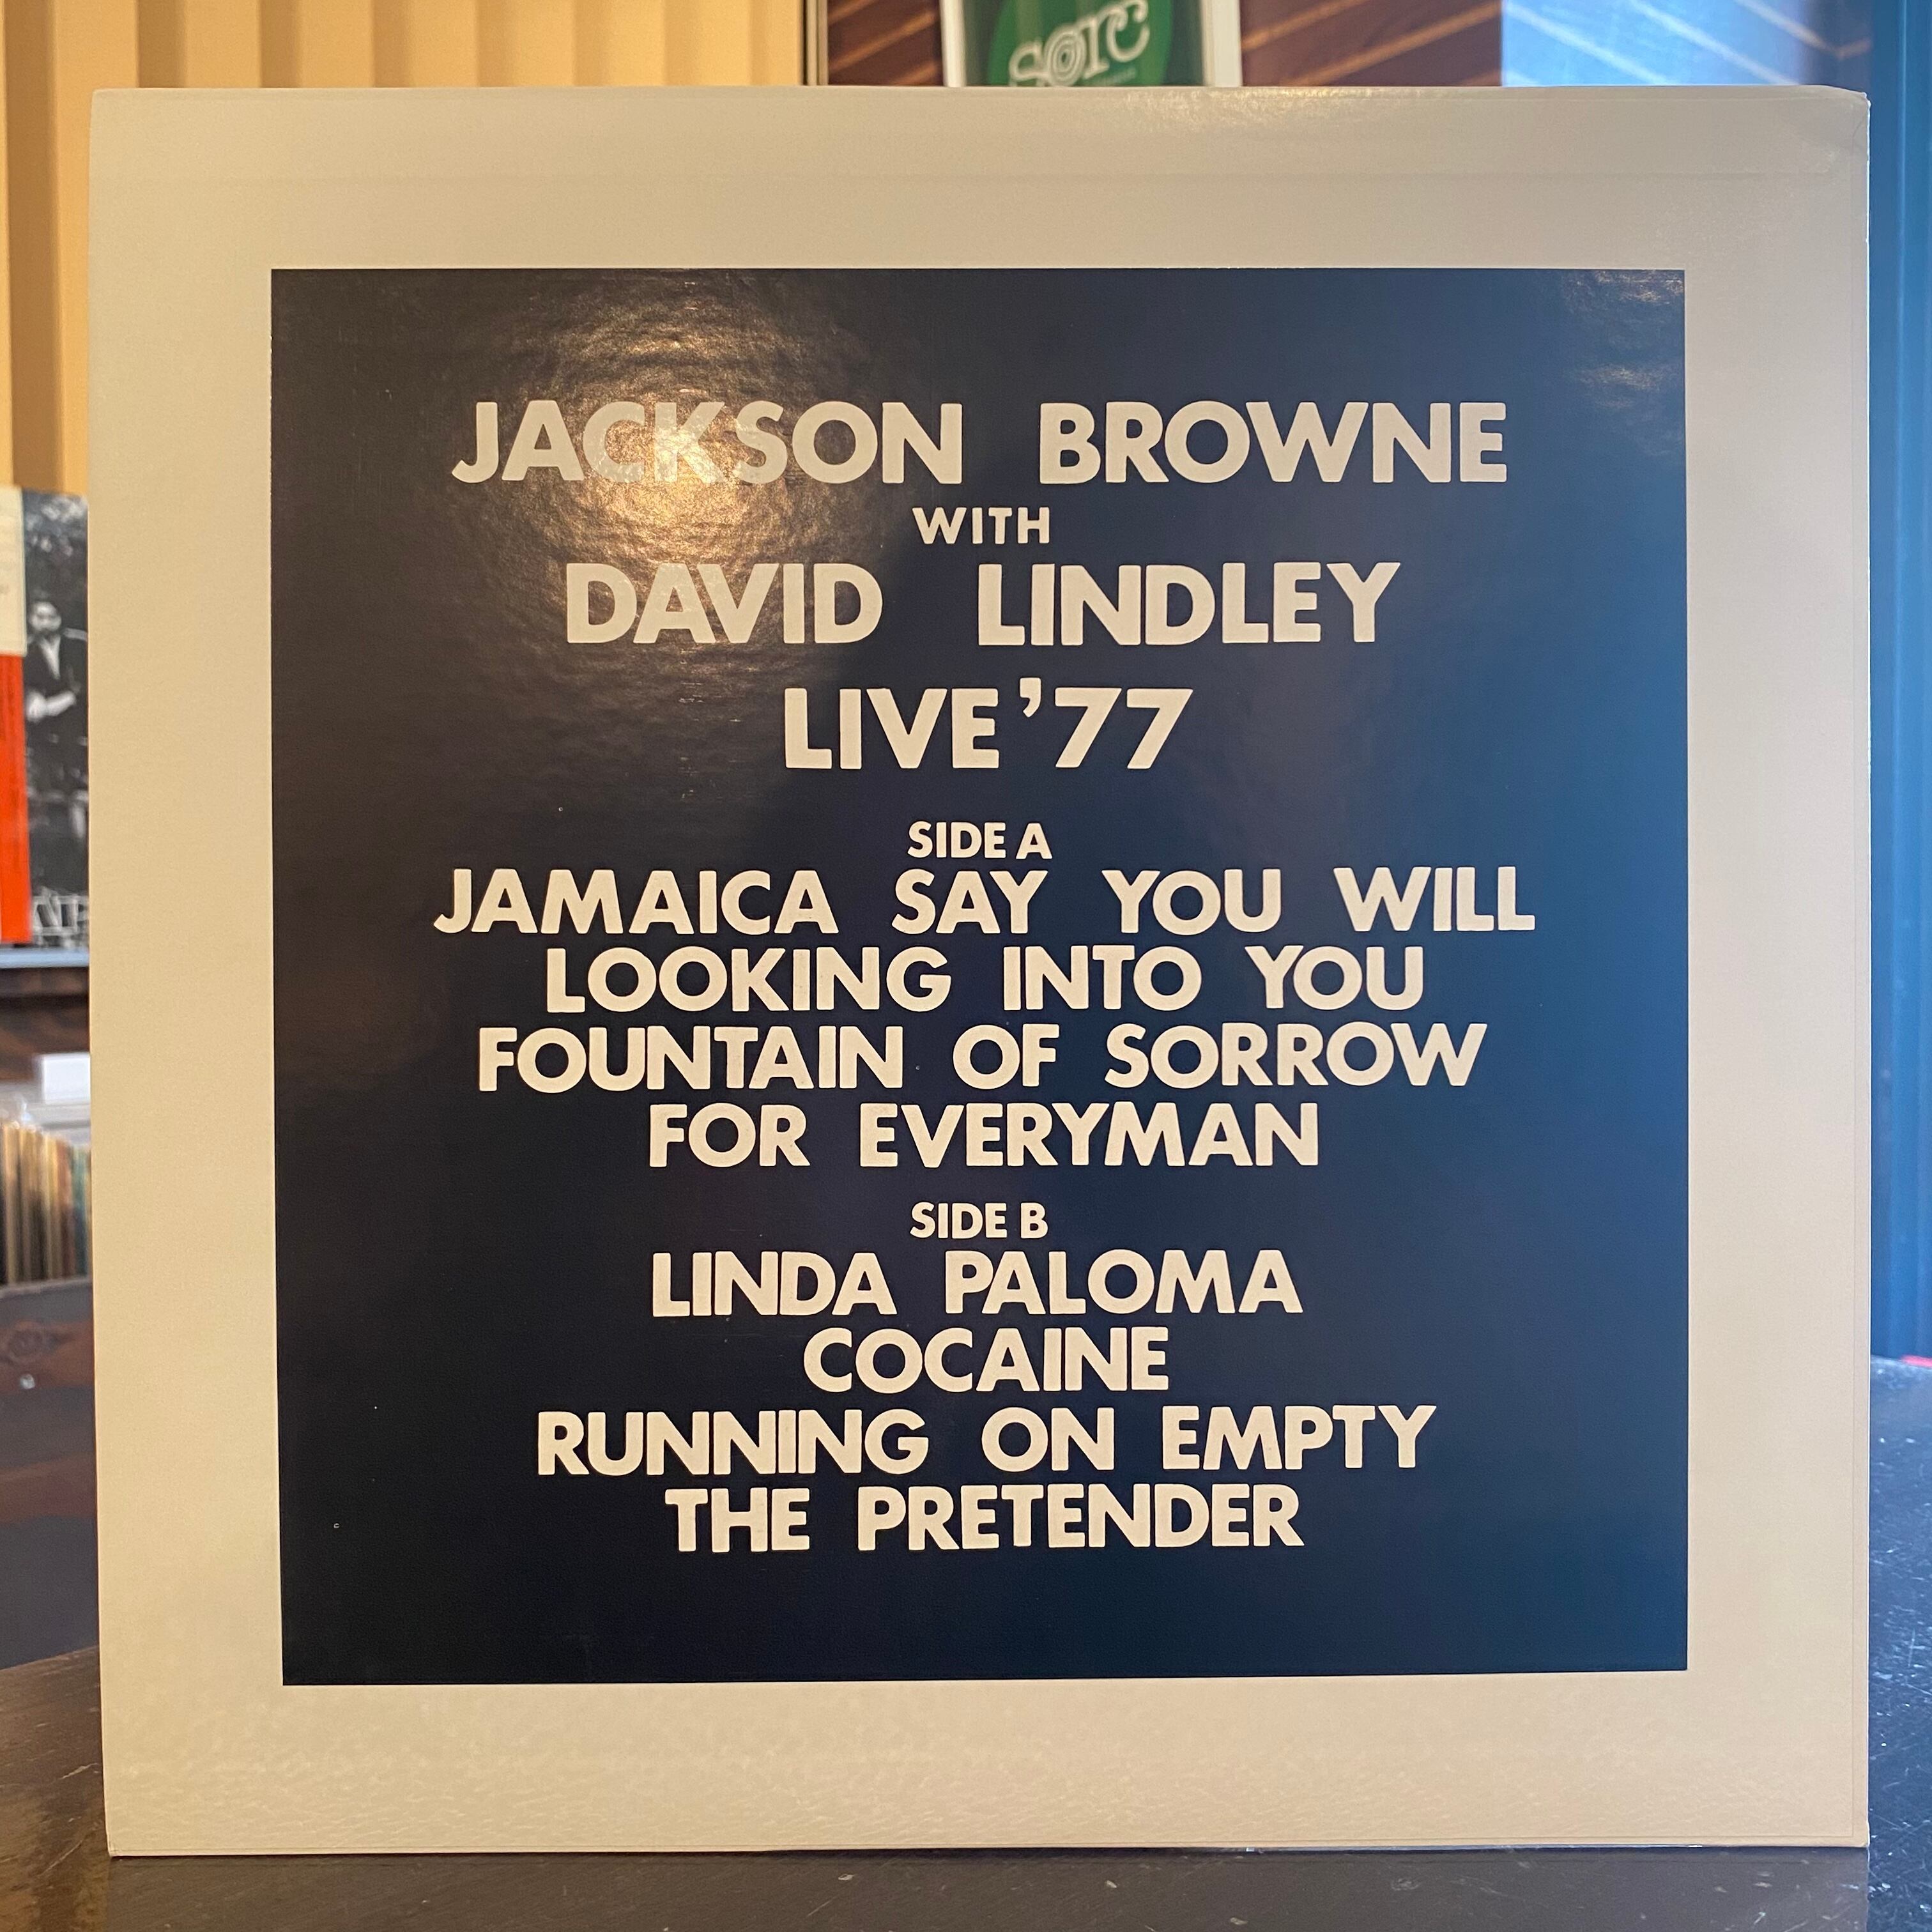 JACKSON BROWNE
WITH
DAVID LINDLEY
LIVE '77
SIDE A
JAMAICA SAY YOU WILL
LOOKING INTO YOU
FOUNTAIN OF SORROW
FOR EVERYMAN
SIDE B
LINDA PALOMA
COCAINE
RUNNING ON EMPTY
THE PRETENDER